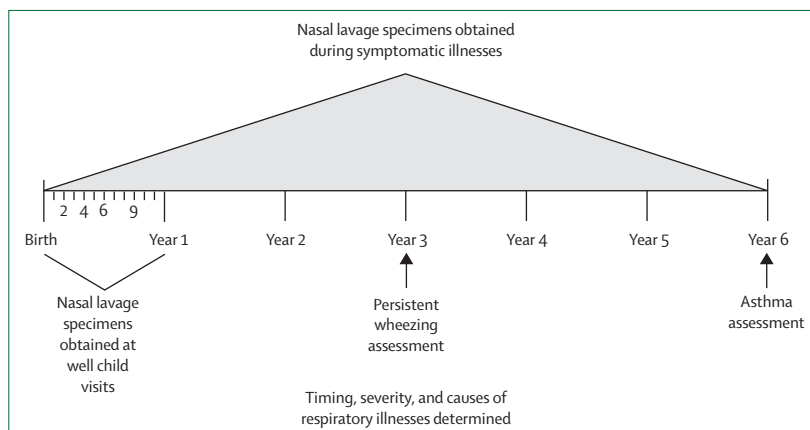 Nasal lavage specimens obtained
during symptomatic illnesses
2 4 6 9
Birth Year 1 Year 2 Year 3 Year 4 Year 5 Year 6
Nasal lavage
specimens
obtained at
well child
visits
Persistent
wheezing
assessment
Asthma
assessment
Timing, severity, and causes of
respiratory illnesses determined